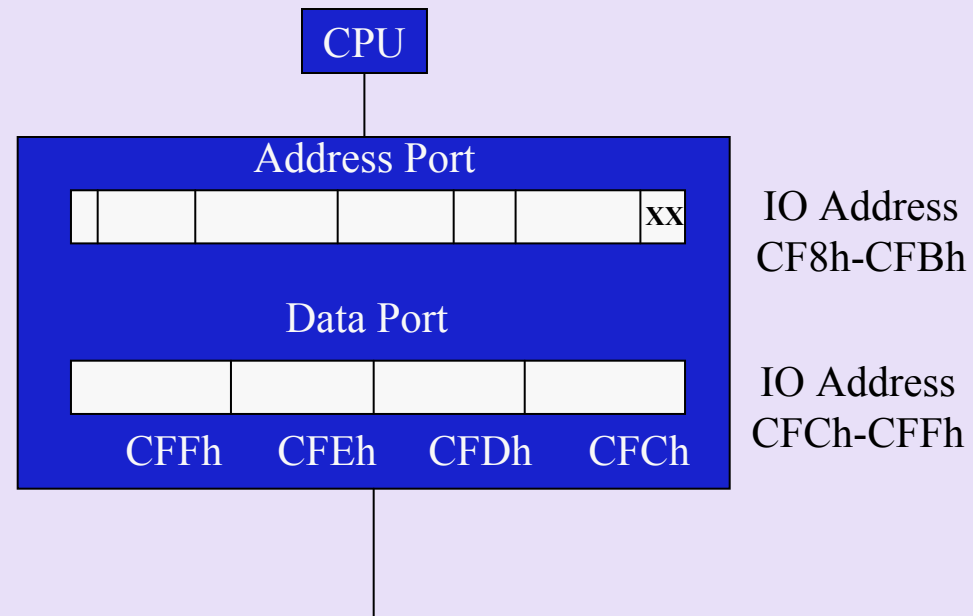 CPU
Address Port
XX
IO Address
CF8h-CFBh
Data Port
IO Address
CFCh-CFFh
CFFh CFEh CFDh CFCh